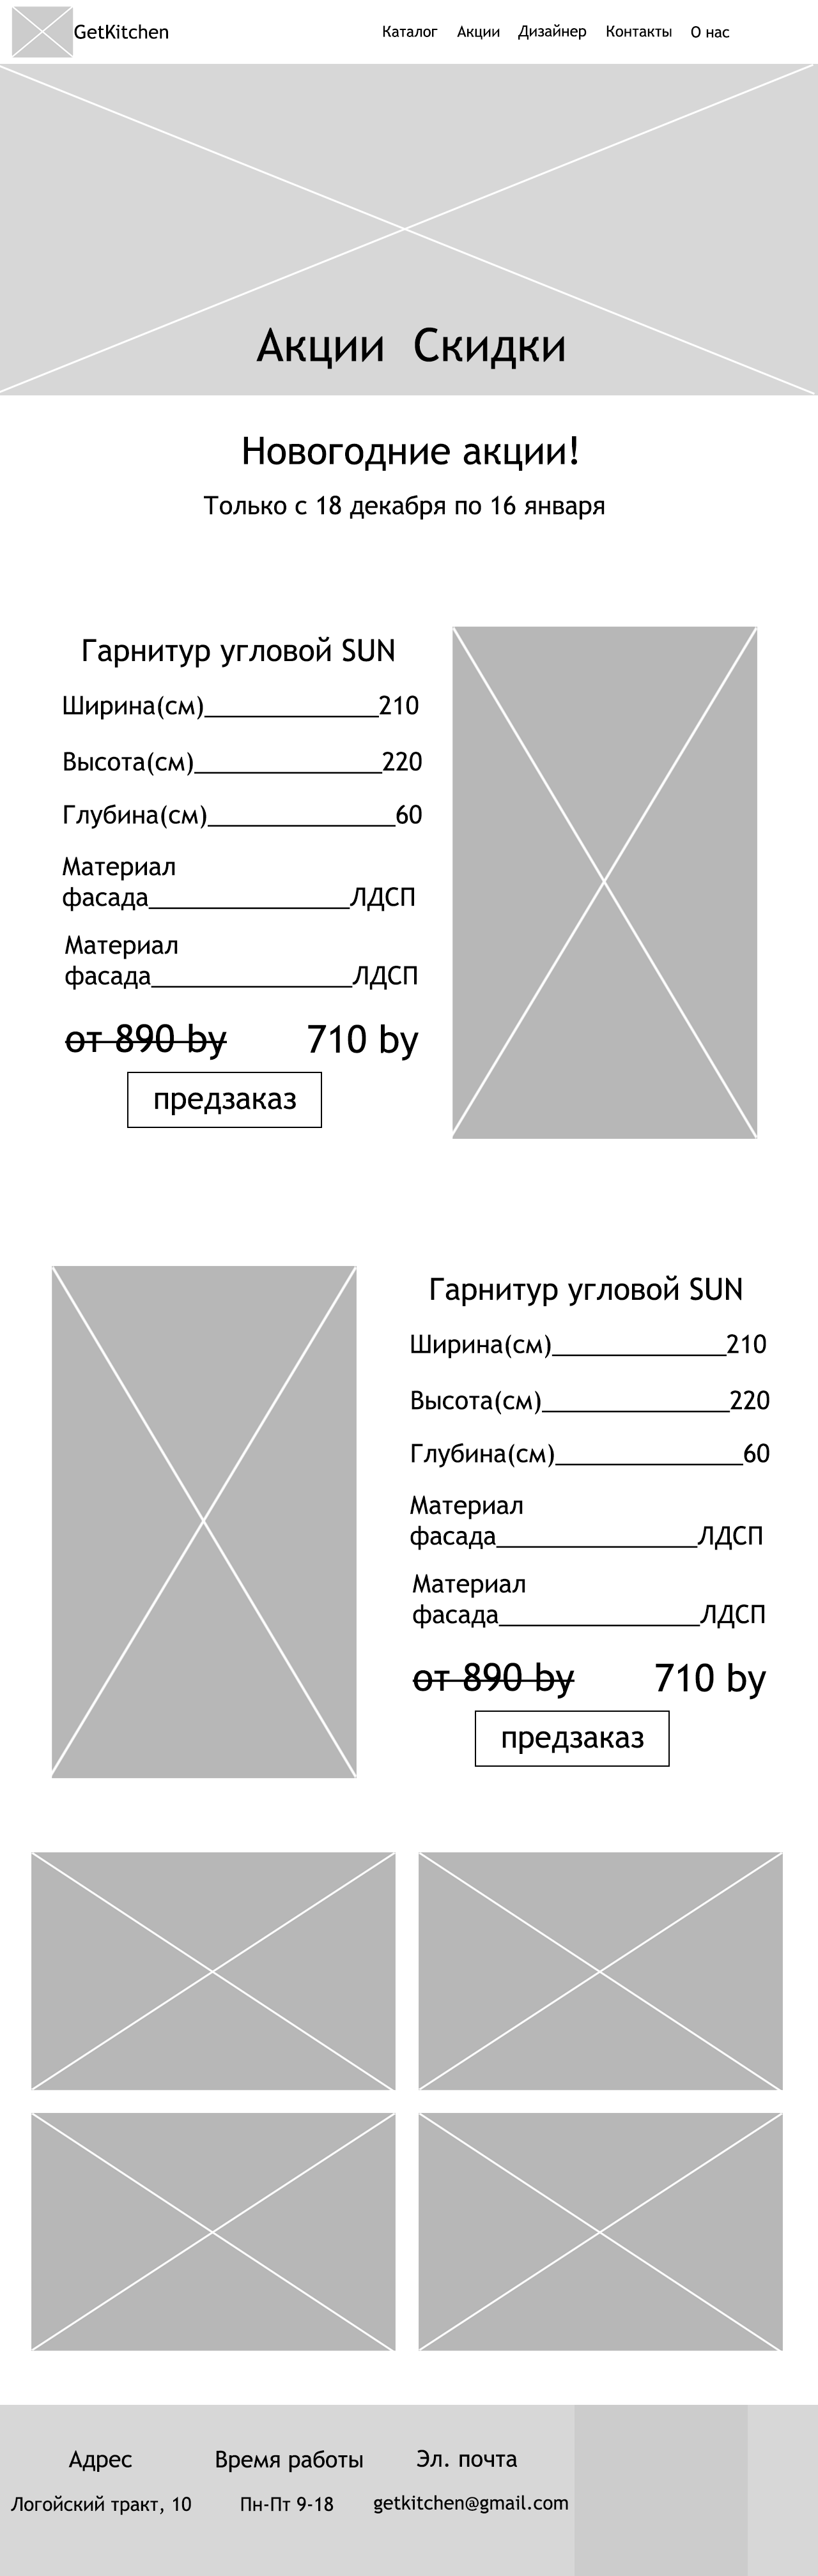 GetKitchen
Каталог Акции Дизайнер Контакты О нас
Акции Скидки
Новогодние акции!
Только с 18 декабря по 16 января
Гарнитур угловой SUN
Ширина(см)______________210
Высота(см)_______________220
Глубина(см)_______________60
Материал
фасада________________ЛДСП
Материал
фасада________________ЛДСП
от 890 by 710 by
предзаказ
Гарнитур угловой SUN
Ширина(см)______________210
Высота(см)_______________220
Глубина(см)_______________60
Материал
фасада________________ЛДСП
Материал
фасада________________ЛДСП
от 890 by 710 by
предзаказ
Адрес Время работы Эл. почта
Логойский тракт, 10 Пн-Пт 9-18 getkitchen@gmail.com